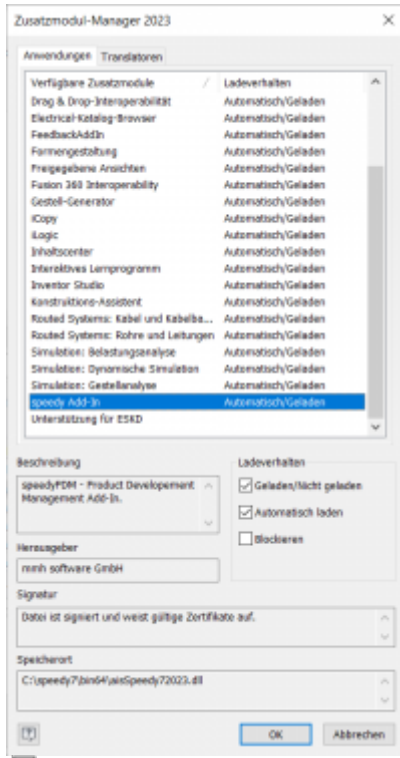 Zusatzmodul-Manager 2023
Anwendungen Translatoren
Verfügbare Zusatzmodule / Ladeverhalten
Drag & Drop-Interoperabilität Automatisch/Geladen
Electrical-Katalog-Browser Automatisch/Geladen
FeedbackAddIn Automatisch/Geladen
Formengestaltung Automatisch/Geladen
Freigegebene Ansichten Automatisch/Geladen
Fusion 360 Interoperability Automatisch/Geladen
Gestell-Generator Automatisch/Geladen
iCopy Automatisch/Geladen
iLogic Automatisch/Geladen
Inhaltscenter Automatisch/Geladen
Interaktives Lernprogramm Automatisch/Geladen
Inventor Studio Automatisch/Geladen
Konstruktions-Assistent Automatisch/Geladen
Routed Systems: Kabel und Kabelba... Automatisch/Geladen
Routed Systems: Rohre und Leitungen Automatisch/Geladen
Simulation: Belastungsanalyse Automatisch/Geladen
Simulation: Dynamische Simulation Automatisch/Geladen
Simulation: Gestellanalyse Automatisch/Geladen
speedy Add-In Automatisch/Geladen
Unterstützung für ESKD
Beschreibung
speedyPDM - Product Developement
Management Add-In.
Ladeverhalten
Geladen/Nicht geladen
Automatisch laden
Blockieren
Herausgeber
mmh software GmbH
Signatur
Datei ist signiert und weist gültige Zertifikate auf.
Speicherort
C:\speedy7\bin64\aisSpeedy72023.dll
OK Abbrechen